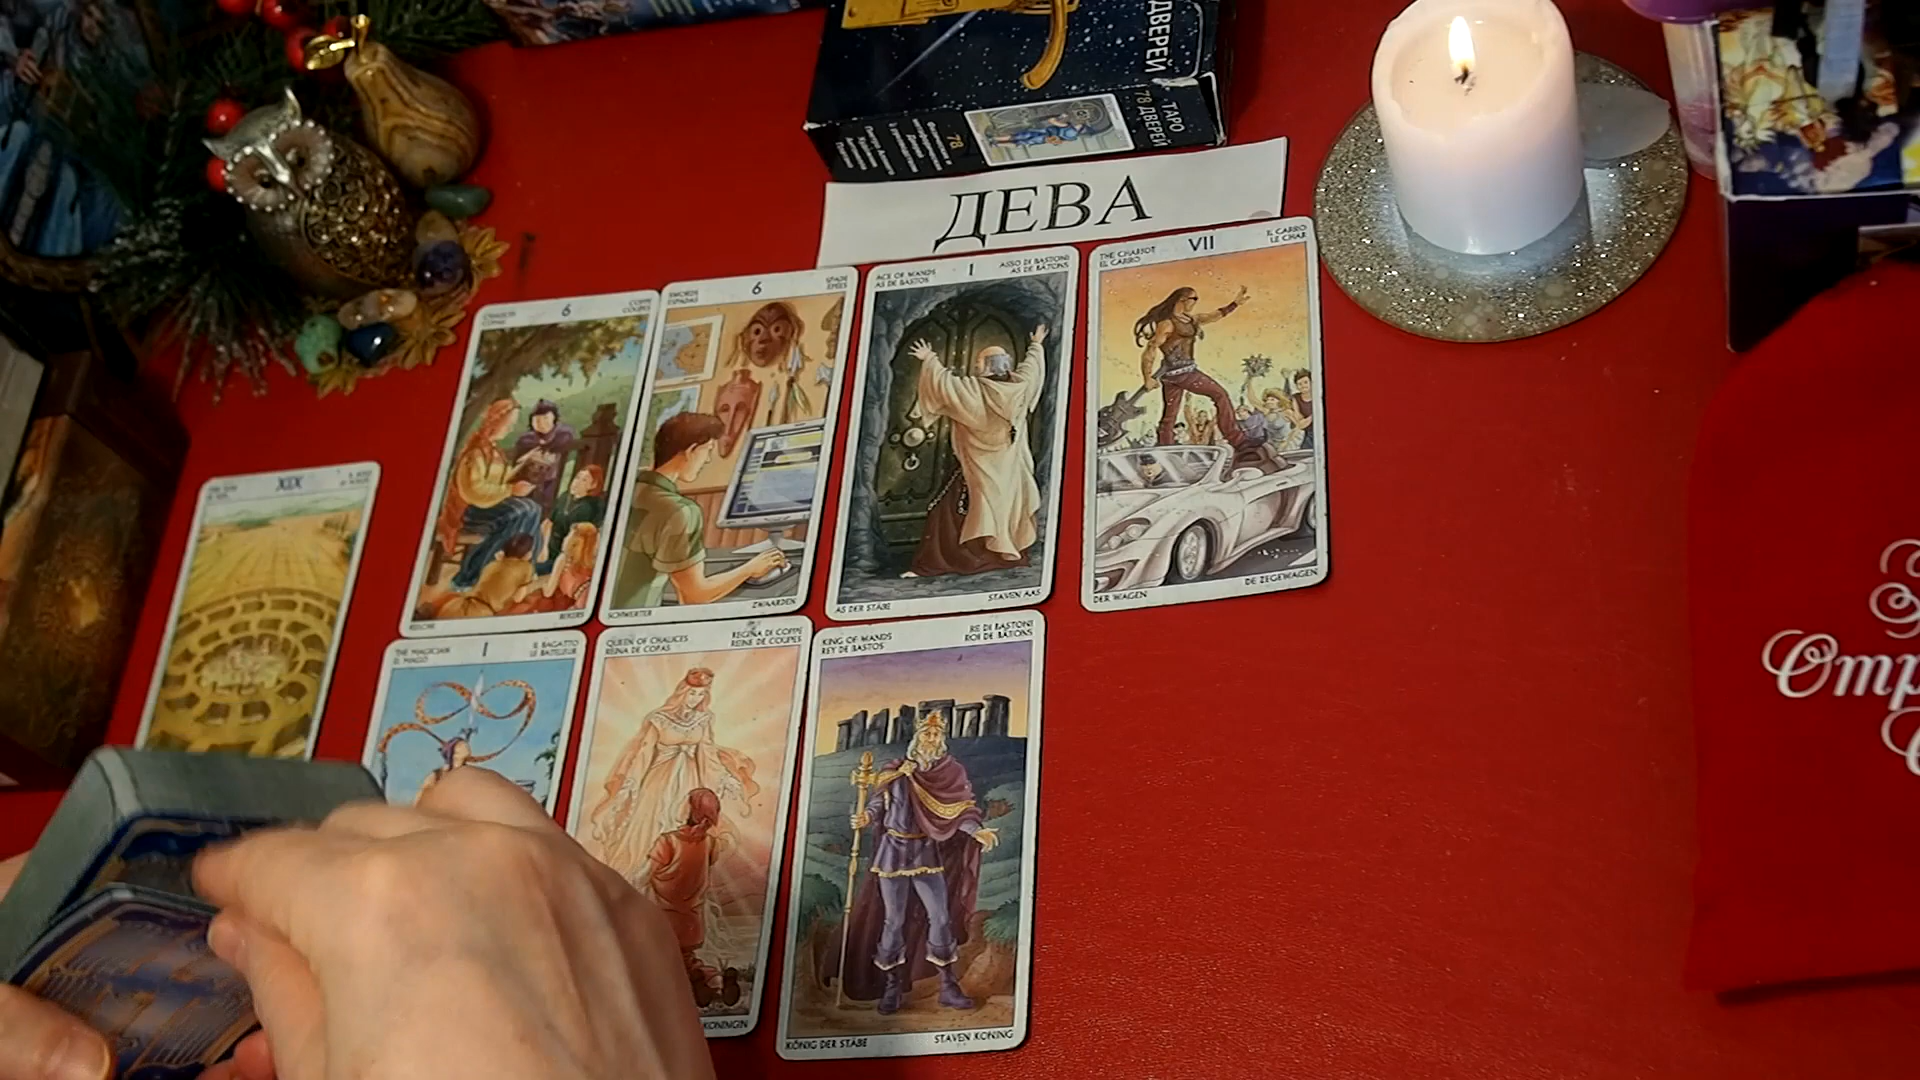 ДВЕРЕЙ
ТАРО
78 ДВЕРЕЙ
78
ДЕВА
6
SWORDS
ESPADAS
6
SPADE
SCHWERTER
ZWAARDEN
ACE OF WANDS
AS DE BASTOS
I
ASSO DI BASTONI
AS DE BÂTONS
AS DER STÄBE
STAVEN AAS
THE CHARIOT
EL CARRO
VII
IL CARRO
LE CHAR
DER WAGEN
DE ZEGEWAGEN
XIX
THE MAGICIAN
EL MAGO
I
IL BAGATTO
LE BATELEUR
QUEEN OF CHALICES
REINA DE COPAS
REGINA DI COPPE
REINE DE COUPES
KONINGIN
KING OF WANDS
REY DE BASTOS
RE DI BASTONI
ROI DE BÂTONS
KÖNIG DER STÄBE
STAVEN KONING